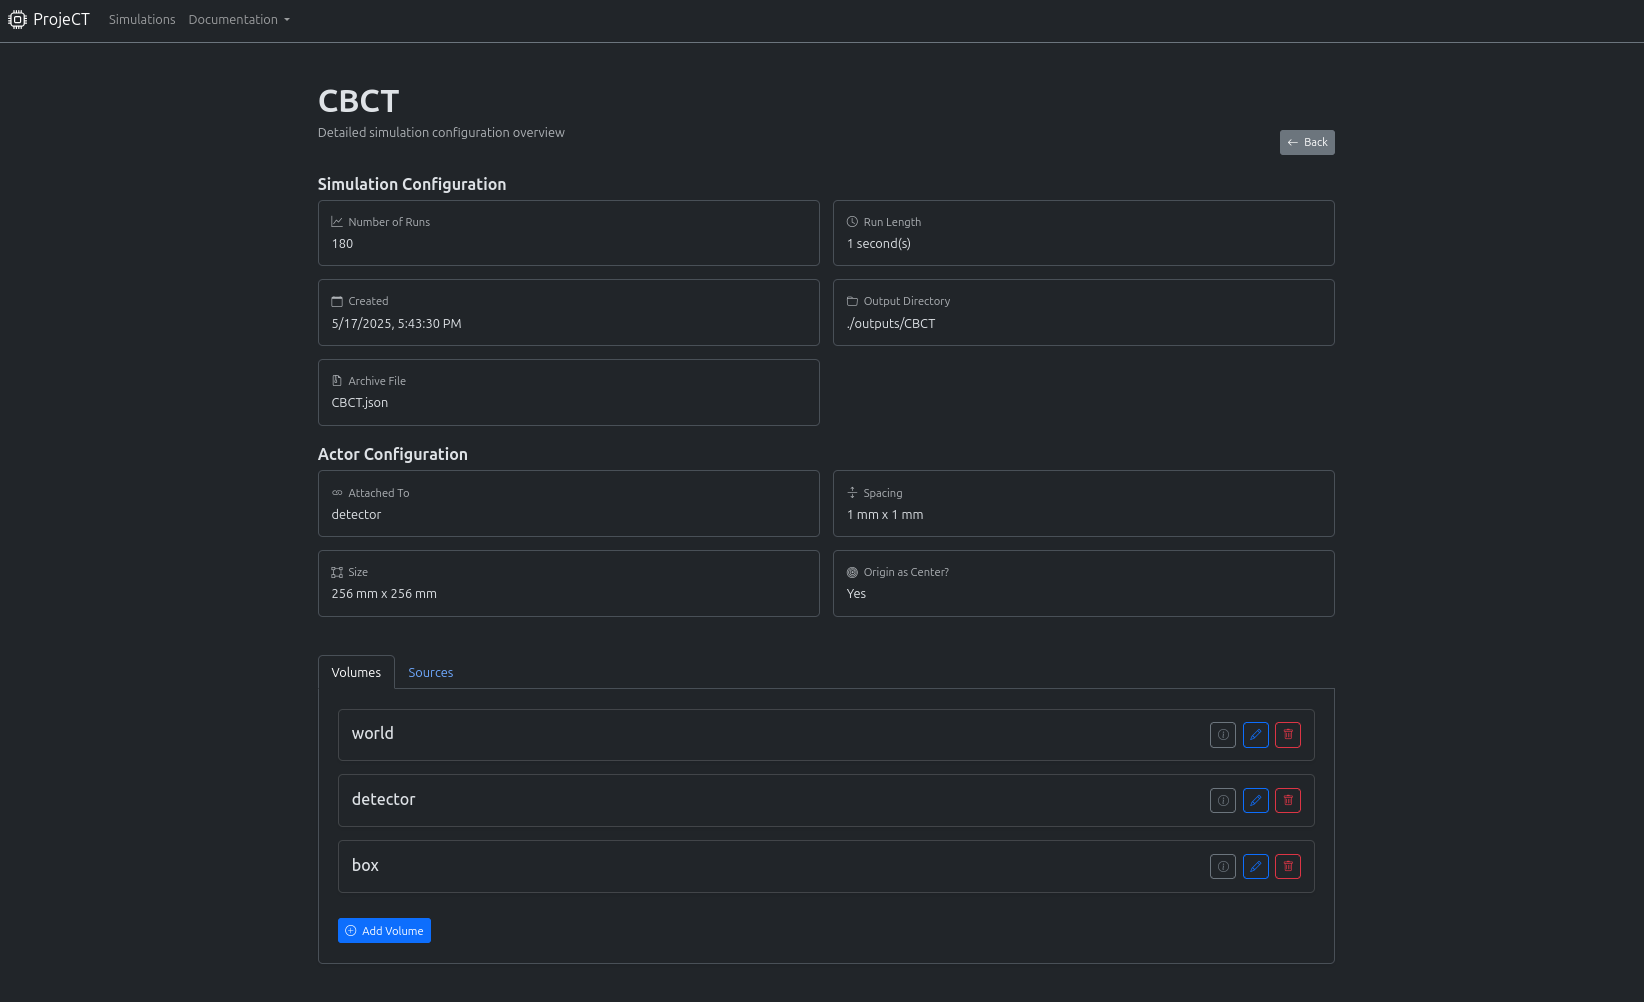 ProjeCT Simulations Documentation
CBCT
Detailed simulation configuration overview
Back
Simulation Configuration
Number of Runs
180
Run Length
1 second(s)
Created
5/17/2025, 5:43:30 PM
Output Directory
./outputs/CBCT
Archive File
CBCT.json
Actor Configuration
Attached To
detector
Spacing
1 mm x 1 mm
Size
256 mm x 256 mm
Origin as Center?
Yes
Volumes Sources
world
detector
box
Add Volume